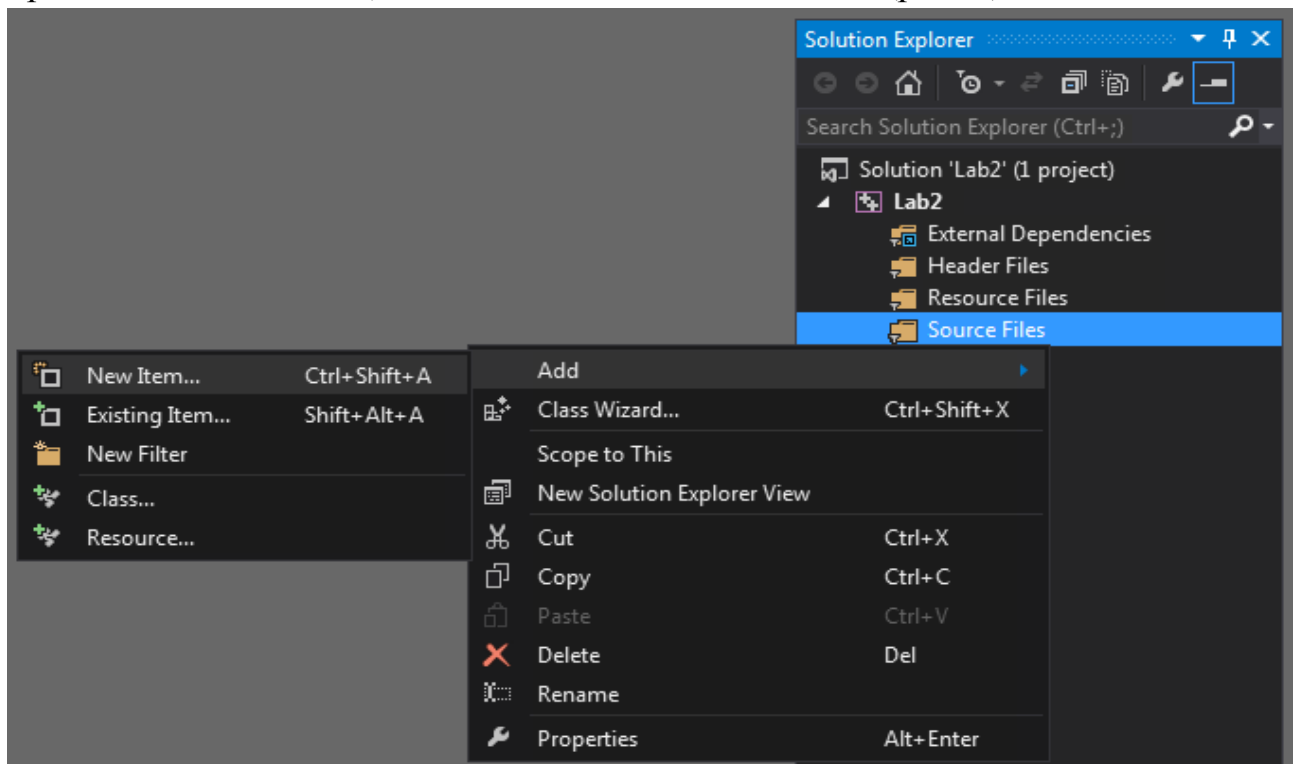 Solution Explorer
Search Solution Explorer (Ctrl+;)
Solution 'Lab2' (1 project)
Lab2
External Dependencies
Header Files
Resource Files
Source Files
New Item... Ctrl+Shift+A
Existing Item... Shift+Alt+A
New Filter
Class...
Resource...
Add
Class Wizard... Ctrl+Shift+X
Scope to This
New Solution Explorer View
Cut Ctrl+X
Copy Ctrl+C
Paste Ctrl+V
Delete Del
Rename
Properties Alt+Enter